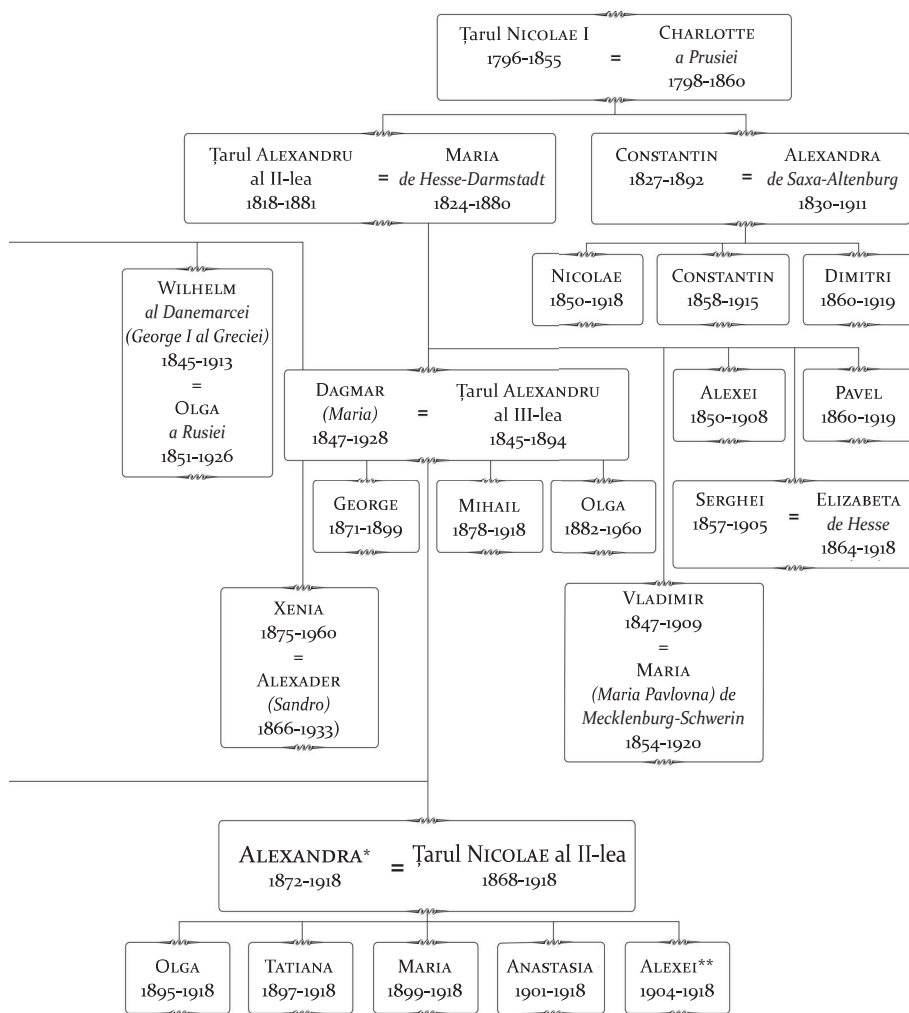 Țarul Nicolae I
1796-1855
=
Charlotte
a Prusiei
1798-1860
Țarul Alexandru
al II-lea
1818-1881
=
Maria
de Hesse-Darmstadt
1824-1880
Constantin
1827-1892
=
Alexandra
de Saxa-Altenburg
1830-1911
Wilhelm
al Danemarcei
(George I al Greciei)
1845-1913
=
Olga
a Rusiei
1851-1926
Nicolae
1850-1918
Constantin
1858-1915
Dimitri
1860-1919
Dagmar
(Maria)
1847-1928
=
Țarul Alexandru
al III-lea
1845-1894
Alexei
1850-1908
Pavel
1860-1919
George
1871-1899
Mihail
1878-1918
Olga
1882-1960
Serghei
1857-1905
=
Elizabeta
de Hesse
1864-1918
Xenia
1875-1960
=
Alexader
(Sandro)
1866-1933)
Vladimir
1847-1909
=
Maria
(Maria Pavlovna) de
Mecklenburg-Schwerin
1854-1920
Alexandra*
1872-1918
=
Țarul Nicolae al II-lea
1868-1918
Olga
1895-1918
Tatiana
1897-1918
Maria
1899-1918
Anastasia
1901-1918
Alexei**
1904-1918